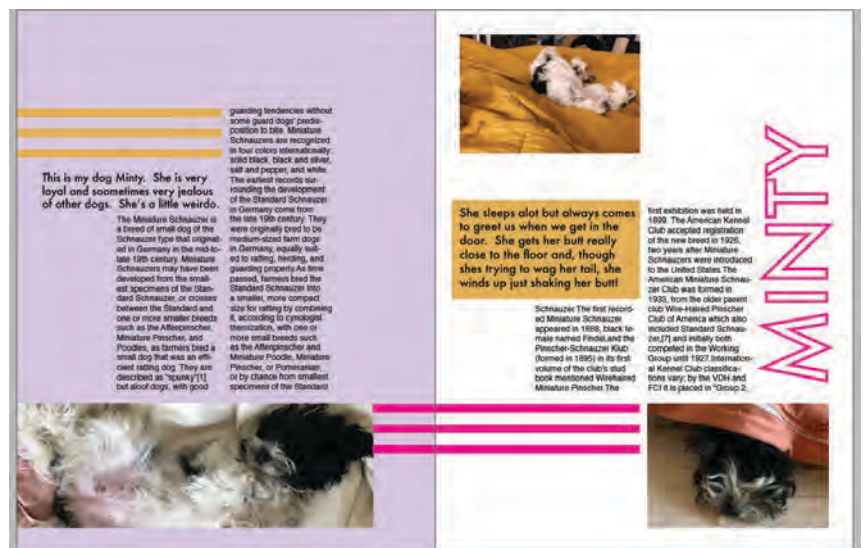 This is my dog Minty.  She is very
loyal and soometimes very jealous
of other dogs.  She's a little weirdo.
The Miniature Schnauzer is
a breed of small dog of the
Schnauzer type that originat-
ed in Germany in the mid-to-
late 19th century. Miniature
Schnauzers may have been
developed from the small-
est specimens of the Stan-
dard Schnauzer, or crosses
between the Standard and
one or more smaller breeds
such as the Affenpinscher,
Miniature Pinscher, and
Poodles, as farmers bred a
small dog that was an effi-
cient ratting dog. They are
described as "spunky"[1]
but aloof dogs, with good
guarding tendencies without
some guard dogs' predis-
position to bite. Miniature
Schnauzers are recognized
in four colors internationally:
solid black, black and silver,
salt and pepper, and white.
The earliest records sur-
rounding the development
of the Standard Schnauzer
in Germany come from
the late 19th century. They
were originally bred to be
medium-sized farm dogs
in Germany, equally suit-
ed to ratting, herding, and
guarding property.As time
passed, farmers bred the
Standard Schnauzer into
a smaller, more compact
size for ratting by combining
it, according to cynologist
theorization, with one or
more small breeds such
as the Affenpinscher and
Miniature Poodle, Miniature
Pinscher, or Pomeranian,
or by chance from smallest
specimens of the Standard
She sleeps alot but always comes
to greet us when we get in the
door.  She gets her butt really
close to the floor and, though
shes trying to wag her tail, she
winds up just shaking her butt!
Schnauzer.The first record-
ed Miniature Schnauzer
appeared in 1888, black fe-
male named Findel,and the
Pinscher-Schnauzer Klub
(formed in 1895) in its first
volume of the club's stud
book mentioned Wirehaired
Miniature Pinscher.The
first exhibition was held in
1899. The American Kennel
Club accepted registration
of the new breed in 1926,
two years after Miniature
Schnauzers were introduced
to the United States.The
American Miniature Schnau-
zer Club was formed in
1933, from the older parent
club Wire-Haired Pinscher
Club of America which also
included Standard Schnau-
zer,[7] and initially both
competed in the Working
Group until 1927.Internation-
al Kennel Club classifica-
tions vary; by the VDH and
FCI it is placed in "Group 2,
MINTY